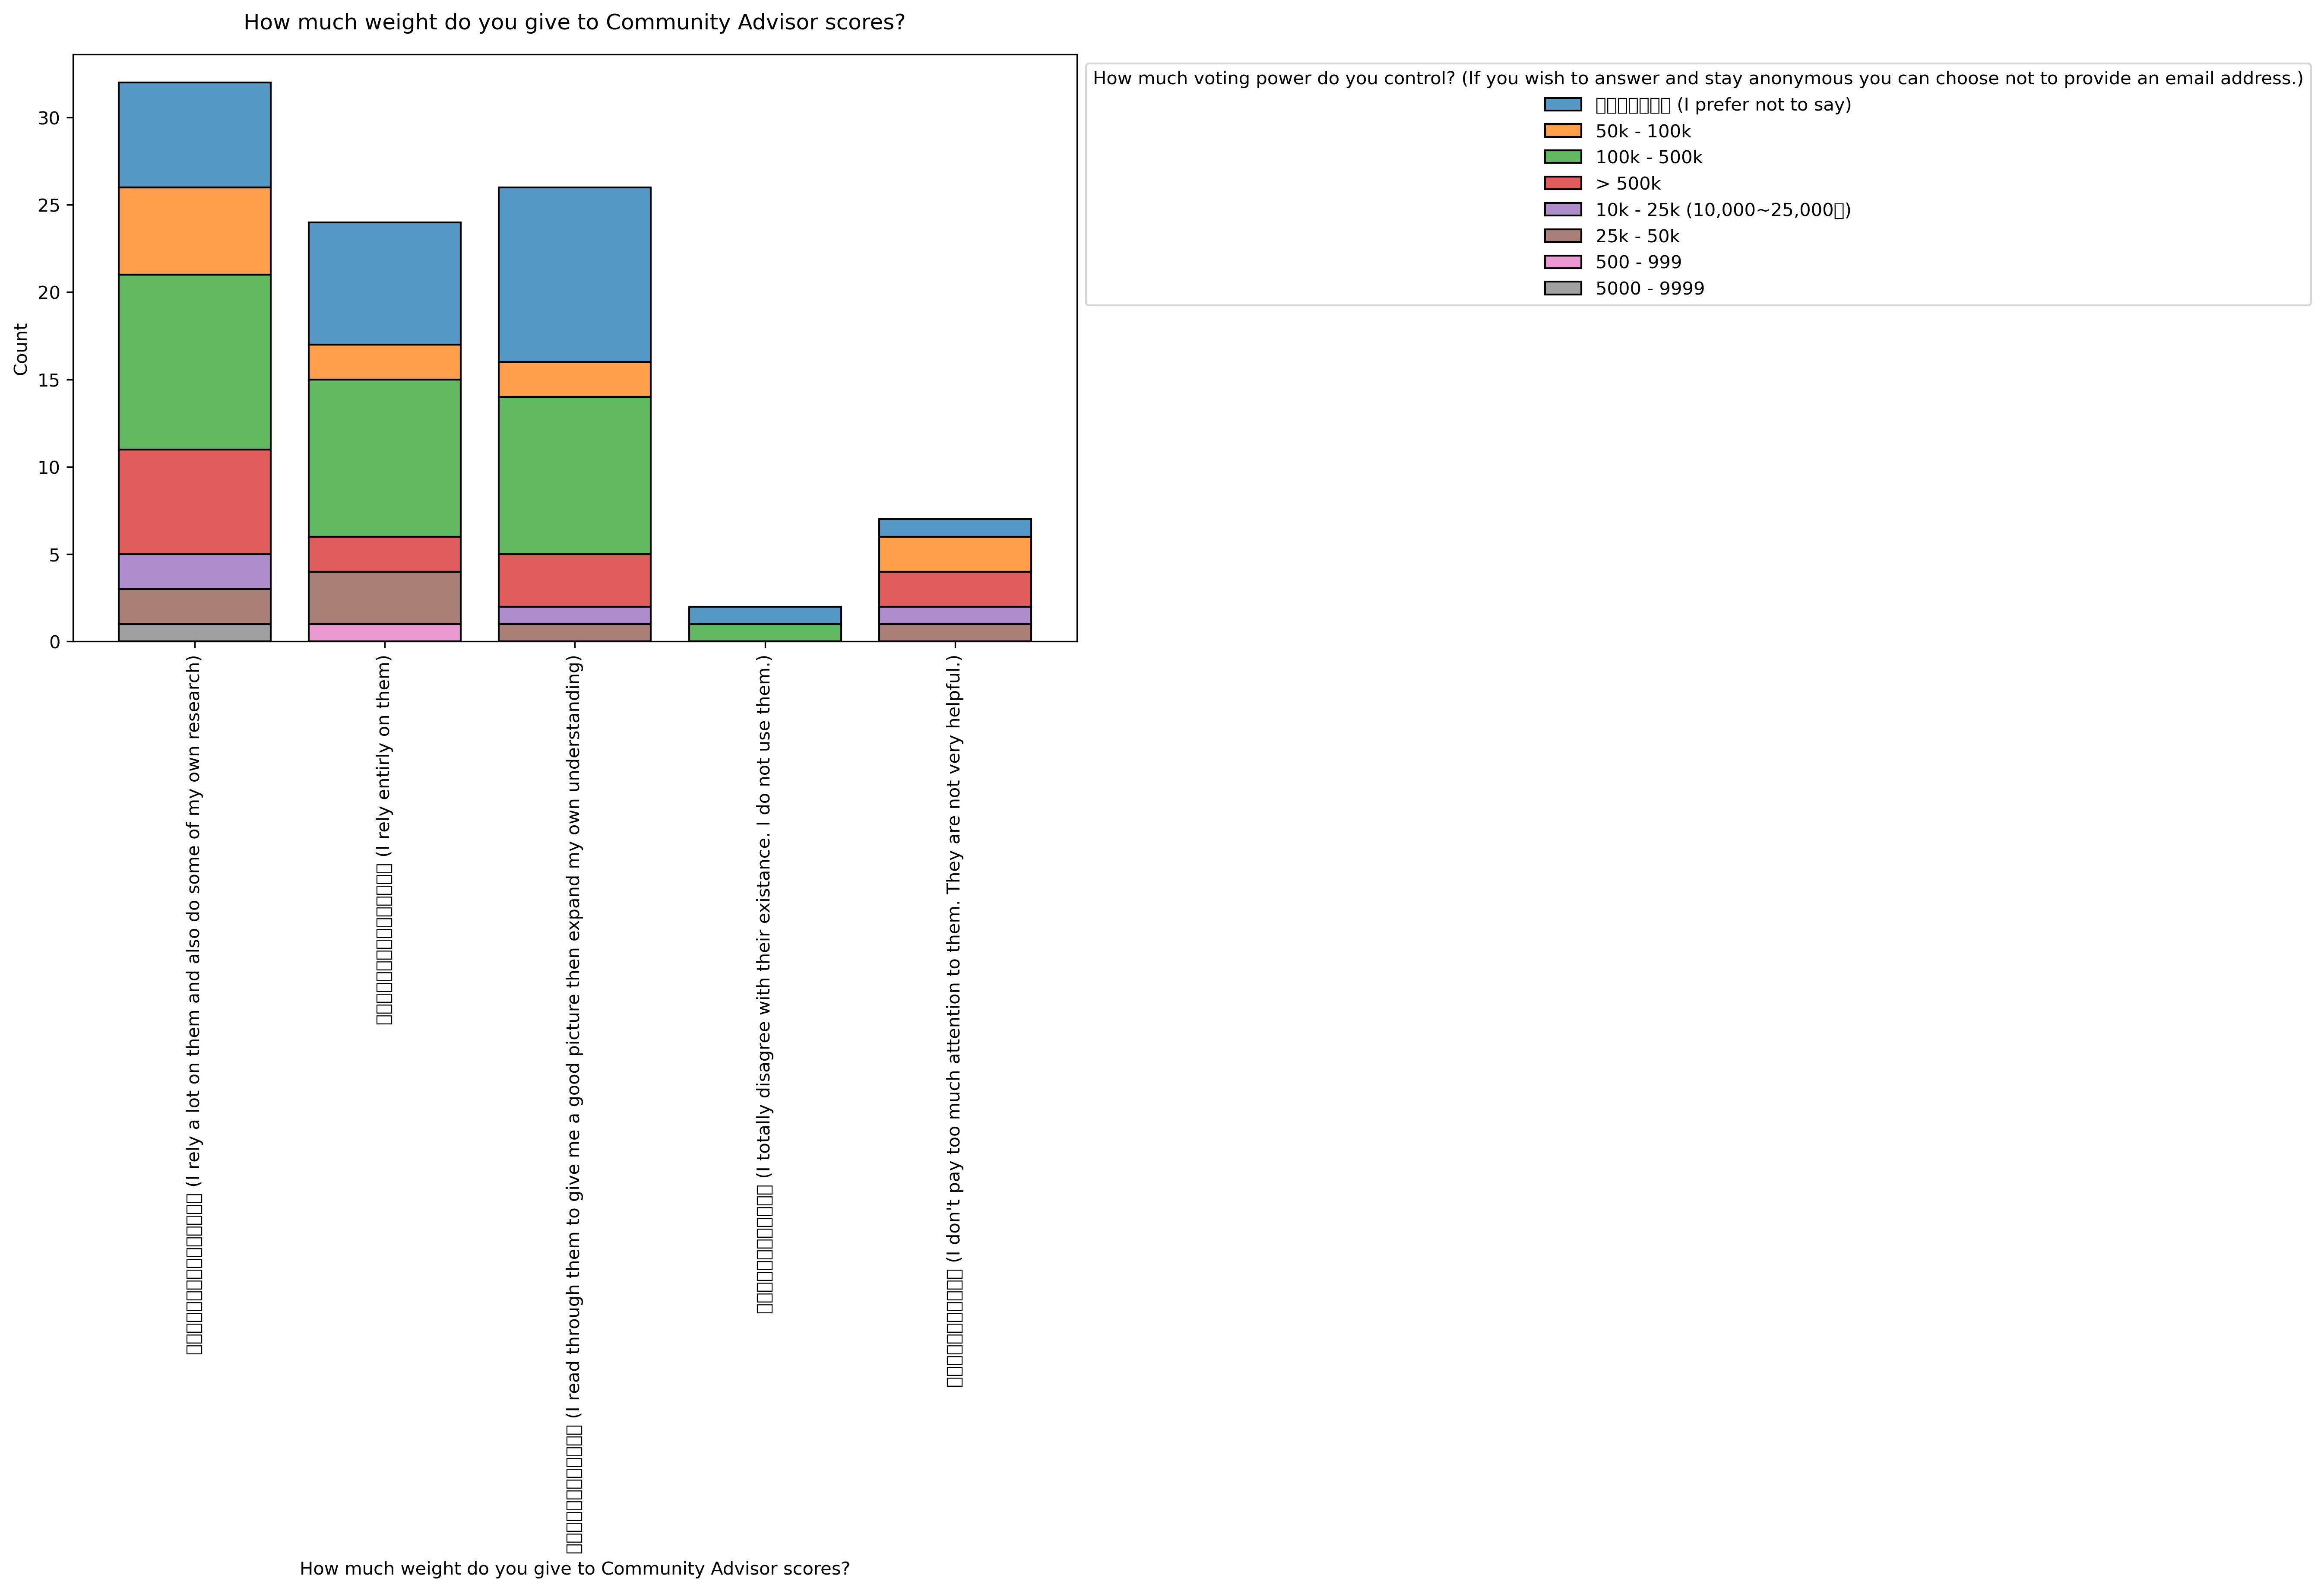 How much weight do you give to Community Advisor scores?
How much voting power do you control? (If you wish to answer and stay anonymous you can choose not to provide an email address.)
(I prefer not to say)
50k - 100k
100k - 500k
> 500k
10k - 25k (10,000~25,000)
25k - 50k
500 - 999
5000 - 9999
Count
30
25
20
15
10
5
0
(I rely a lot on them and also do some of my own research)
(I rely entirly on them)
(I read through them to give me a good picture then expand my own understanding)
(I totally disagree with their existance. I do not use them.)
(I don't pay too much attention to them. They are not very helpful.)
How much weight do you give to Community Advisor scores?